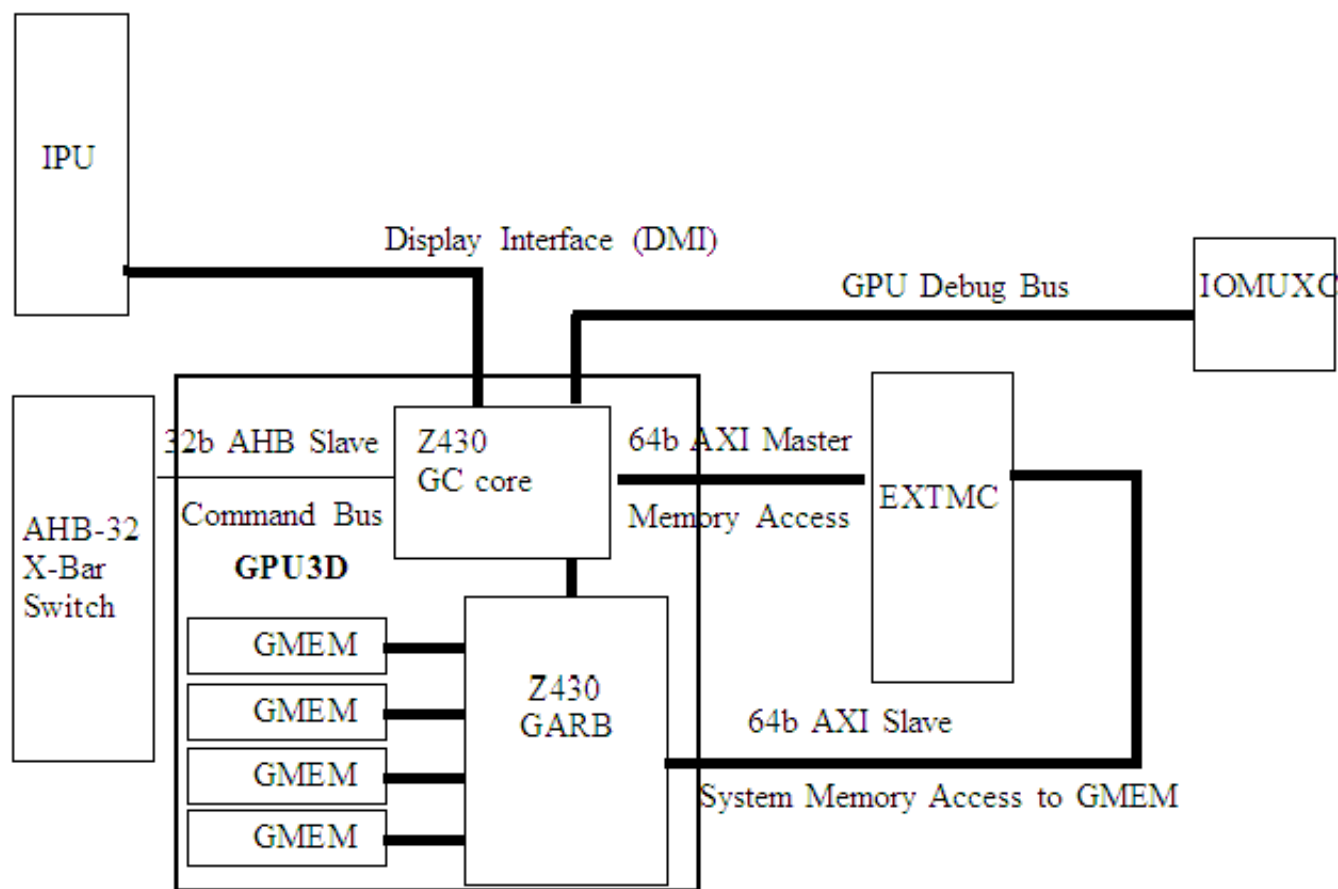 IPU
Display Interface (DMI)
GPU Debug Bus
IOMUXC
32b AHB Slave
Z430
GC core
64b AXI Master
Command Bus
Memory Access
EXTMC
AHB-32
X-Bar
Switch
GPU3D
GMEM
GMEM
GMEM
GMEM
Z430
GARB
64b AXI Slave
System Memory Access to GMEM